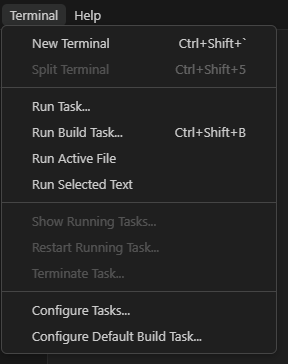 Terminal Help
New Terminal Ctrl+Shift+`
Split Terminal Ctrl+Shift+5
Run Task...
Run Build Task... Ctrl+Shift+B
Run Active File
Run Selected Text
Show Running Tasks...
Restart Running Task...
Terminate Task...
Configure Tasks...
Configure Default Build Task...